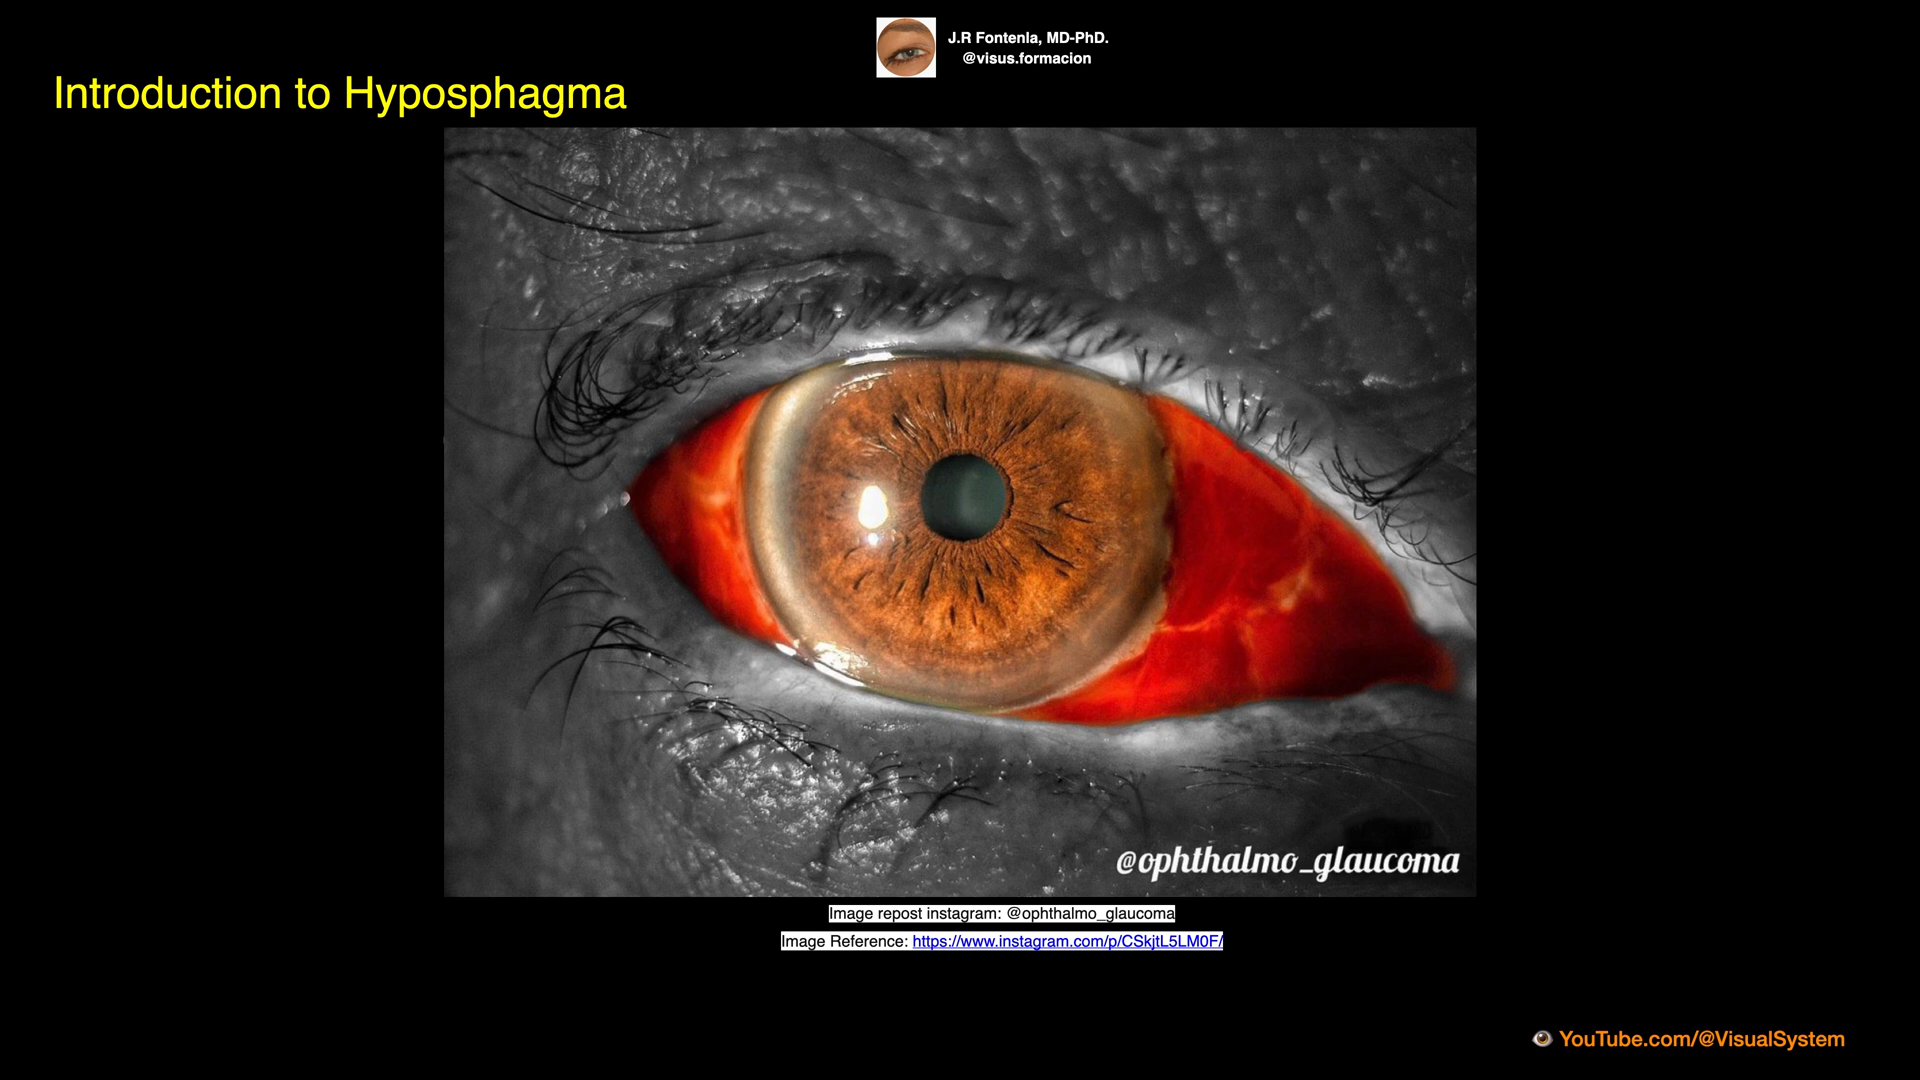 J.R Fontenla, MD-PhD.
@visus.formacion
Introduction to Hyposphagma
@ophthalmo_glaucoma
Image repost instagram: @ophthalmo_glaucoma
Image Reference: https://www.instagram.com/p/CSkjtL5LM0F/
YouTube.com/@VisualSystem